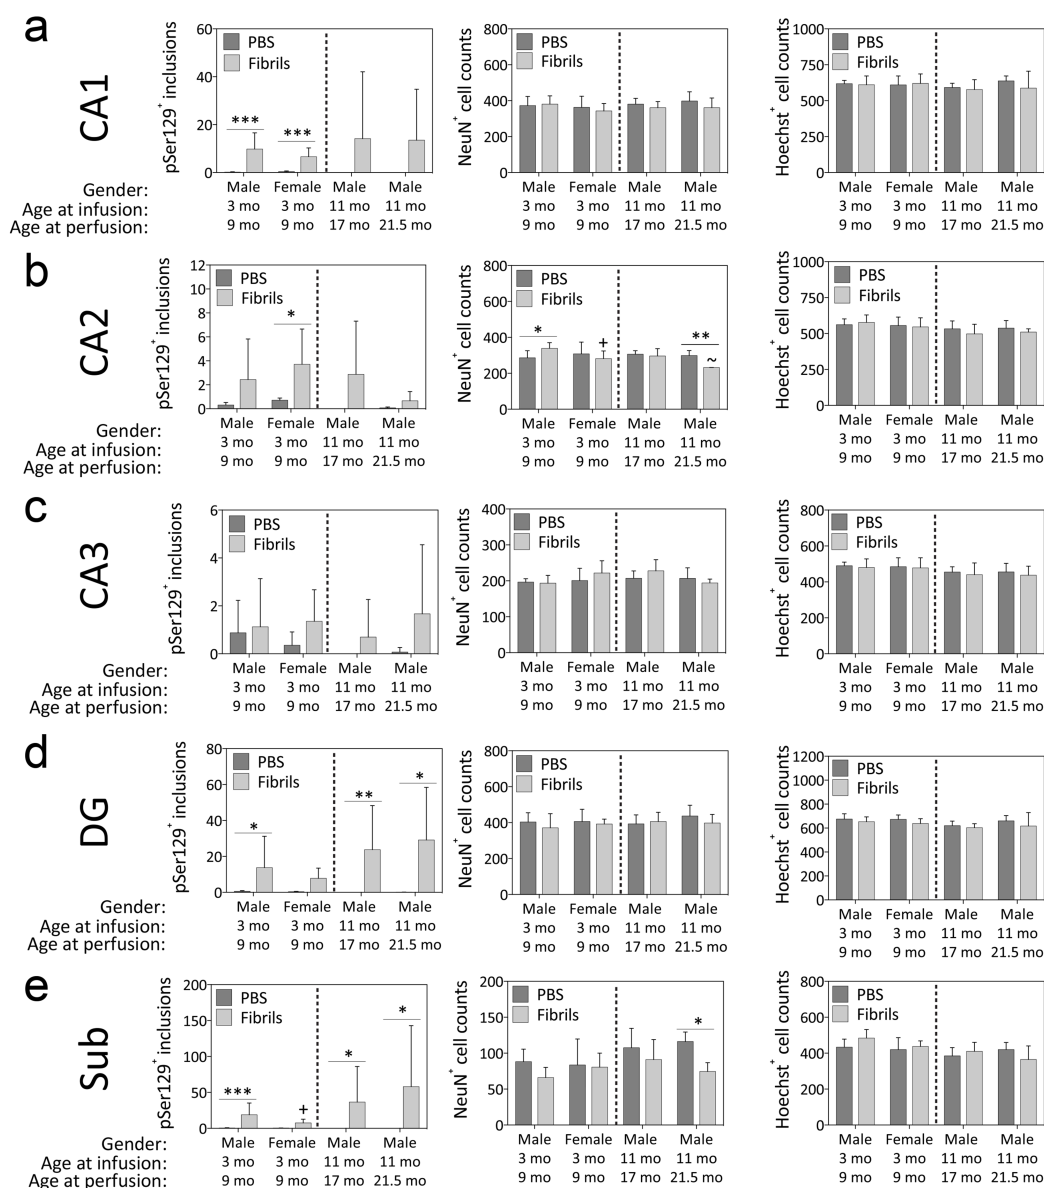 a
CA1
pSer129+ inclusions
60
40
20
0
PBS
Fibrils
***
***
Gender:
Age at infusion:
Age at perfusion:
Male Female Male Male
3 mo 3 mo 11 mo 11 mo
9 mo 9 mo 17 mo 21.5 mo
NeuN+ cell counts
800
600
400
200
0
PBS
Fibrils
Male Female Male Male
3 mo 3 mo 11 mo 11 mo
9 mo 9 mo 17 mo 21.5 mo
Hoechst+ cell counts
1000
750
500
250
0
PBS
Fibrils
Male Female Male Male
3 mo 3 mo 11 mo 11 mo
9 mo 9 mo 17 mo 21.5 mo
b
CA2
pSer129+ inclusions
12
10
8
6
4
2
0
PBS
Fibrils
*
Gender:
Age at infusion:
Age at perfusion:
Male Female Male Male
3 mo 3 mo 11 mo 11 mo
9 mo 9 mo 17 mo 21.5 mo
NeuN+ cell counts
800
600
400
200
0
PBS
Fibrils
*
+
**
~
Male Female Male Male
3 mo 3 mo 11 mo 11 mo
9 mo 9 mo 17 mo 21.5 mo
Hoechst+ cell counts
1000
750
500
250
0
PBS
Fibrils
Male Female Male Male
3 mo 3 mo 11 mo 11 mo
9 mo 9 mo 17 mo 21.5 mo
c
CA3
pSer129+ inclusions
6
4
2
0
PBS
Fibrils
Gender:
Age at infusion:
Age at perfusion:
Male Female Male Male
3 mo 3 mo 11 mo 11 mo
9 mo 9 mo 17 mo 21.5 mo
NeuN+ cell counts
400
300
200
100
0
PBS
Fibrils
Male Female Male Male
3 mo 3 mo 11 mo 11 mo
9 mo 9 mo 17 mo 21.5 mo
Hoechst+ cell counts
800
600
400
200
0
PBS
Fibrils
Male Female Male Male
3 mo 3 mo 11 mo 11 mo
9 mo 9 mo 17 mo 21.5 mo
d
DG
pSer129+ inclusions
80
60
40
20
0
PBS
Fibrils
*
**
*
Gender:
Age at infusion:
Age at perfusion:
Male Female Male Male
3 mo 3 mo 11 mo 11 mo
9 mo 9 mo 17 mo 21.5 mo
NeuN+ cell counts
800
600
400
200
0
PBS
Fibrils
Male Female Male Male
3 mo 3 mo 11 mo 11 mo
9 mo 9 mo 17 mo 21.5 mo
Hoechst+ cell counts
1200
1000
800
600
400
200
0
PBS
Fibrils
Male Female Male Male
3 mo 3 mo 11 mo 11 mo
9 mo 9 mo 17 mo 21.5 mo
e
Sub
pSer129+ inclusions
200
150
100
50
0
PBS
Fibrils
***
+
*
*
Gender:
Age at infusion:
Age at perfusion:
Male Female Male Male
3 mo 3 mo 11 mo 11 mo
9 mo 9 mo 17 mo 21.5 mo
NeuN+ cell counts
200
150
100
50
0
PBS
Fibrils
*
Male Female Male Male
3 mo 3 mo 11 mo 11 mo
9 mo 9 mo 17 mo 21.5 mo
Hoechst+ cell counts
800
600
400
200
0
PBS
Fibrils
Male Female Male Male
3 mo 3 mo 11 mo 11 mo
9 mo 9 mo 17 mo 21.5 mo